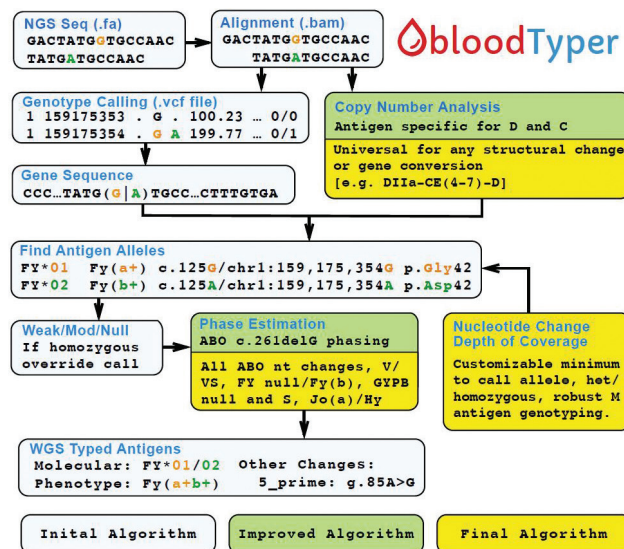 NGS Seq (.fa)
GACTATGGTGCCAAC
TATGATGCCAAC
Alignment (.bam)
GACTATGGTGCCAAC
TATGATGCCAAC
bloodTyper
Genotype Calling (.vcf file)
1 159175353 . G . 100.23 … 0/0
1 159175354 . G A 199.77 … 0/1
Copy Number Analysis
Antigen specific for D and C
Universal for any structural change
or gene conversion
[e.g. DIIa-CE(4-7)-D]
Gene Sequence
CCC…TATG(G|A)TGCC…CTTTGTGA
Find Antigen Alleles
FY*01 Fy(a+) c.125G/chr1:159,175,354G p.Gly42
FY*02 Fy(b+) c.125A/chr1:159,175,354A p.Asp42
Weak/Mod/Null
If homozygous
override call
Phase Estimation
ABO c.261delG phasing
All ABO nt changes, V/
VS, FY null/Fy(b), GYPB
null and S, Jo(a)/Hy
Nucleotide Change
Depth of Coverage
Customizable minimum
to call allele, het/
homozygous, robust M
antigen genotyping.
WGS Typed Antigens
Molecular: FY*01/02
Phenotype: Fy(a+b+)
Other Changes:
5_prime: g.85A>G
Inital Algorithm
Improved Algorithm
Final Algorithm